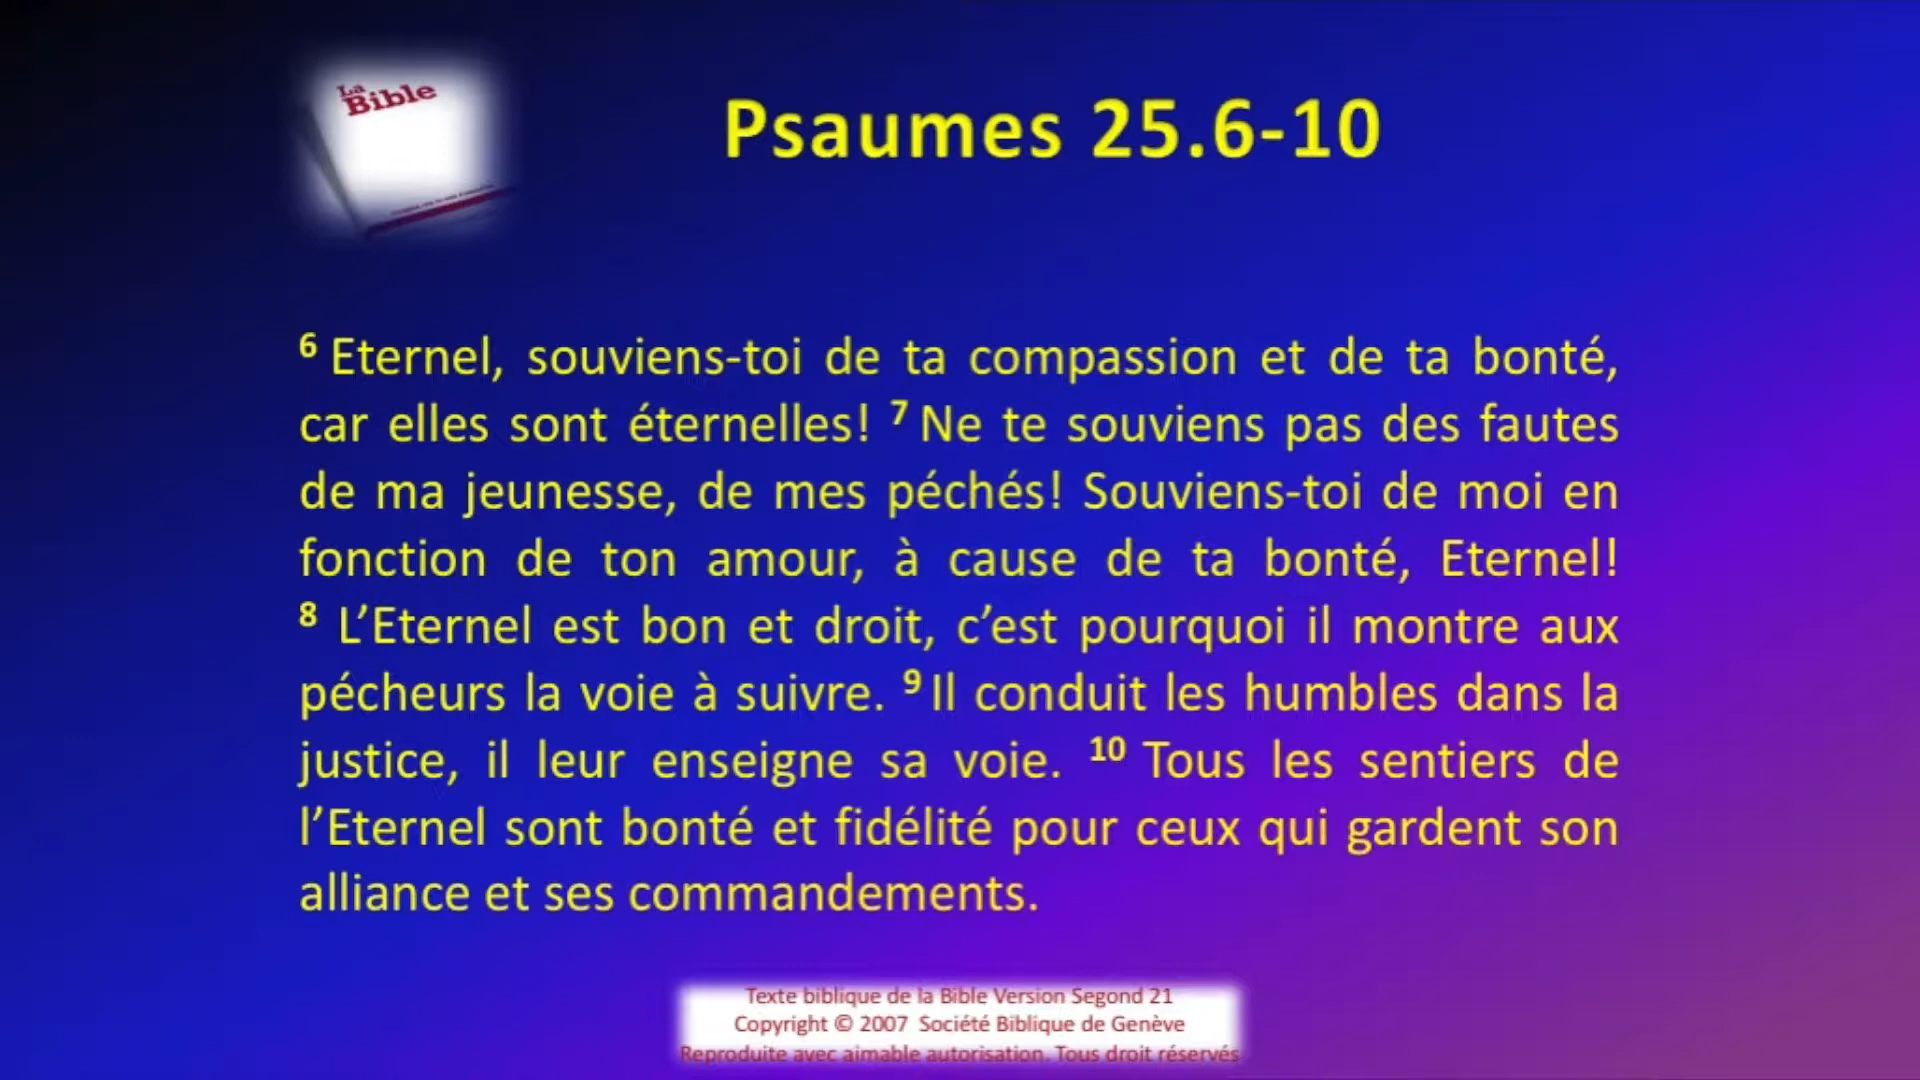 La
Bible
Psaumes 25.6-10
6 Eternel, souviens-toi de ta compassion et de ta bonté,
car elles sont éternelles! 7 Ne te souviens pas des fautes
de ma jeunesse, de mes péchés! Souviens-toi de moi en
fonction de ton amour, à cause de ta bonté, Eternel!
8 L’Eternel est bon et droit, c’est pourquoi il montre aux
pécheurs la voie à suivre. 9 Il conduit les humbles dans la
justice, il leur enseigne sa voie. 10 Tous les sentiers de
l’Eternel sont bonté et fidélité pour ceux qui gardent son
alliance et ses commandements.
Texte biblique de la Bible Version Segond 21
Copyright © 2007 Société Biblique de Genève
Reproduite avec aimable autorisation. Tous droit réservés